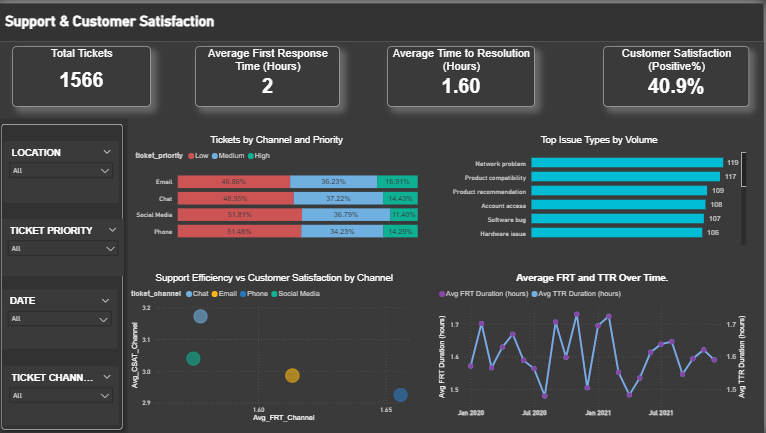 Support & Customer Satisfaction
Total Tickets
1566
Average First Response
Time (Hours)
2
Average Time to Resolution
(Hours)
1.60
Customer Satisfaction
(Positive%)
40.9%
LOCATION
All
TICKET PRIORITY
All
DATE
All
TICKET CHANN...
All
Tickets by Channel and Priority
ticket_priority Low Medium High
Email 46.86% 36.23% 16.91%
Chat 48.35% 37.22% 14.43%
Social Media 51.81% 36.79% 11.40%
Phone 51.48% 34.23% 14.29%
Top Issue Types by Volume
Network problem 119
Product compatibility 117
Product recommendation 109
Account access 108
Software bug 107
Hardware issue 106
Support Efficiency vs Customer Satisfaction by Channel
ticket_channel Chat Email Phone Social Media
Avg_CSAT_Channel
3.2
3.1
3.0
2.9
1.60 1.65
Avg_FRT_Channel
Average FRT and TTR Over Time.
Avg FRT Duration (hours) Avg TTR Duration (hours)
Avg FRT Duration (hours)
1.7 1.7
1.6 1.6
1.5 1.5
Avg TTR Duration (hours)
Jan 2020 Jul 2020 Jan 2021 Jul 2021